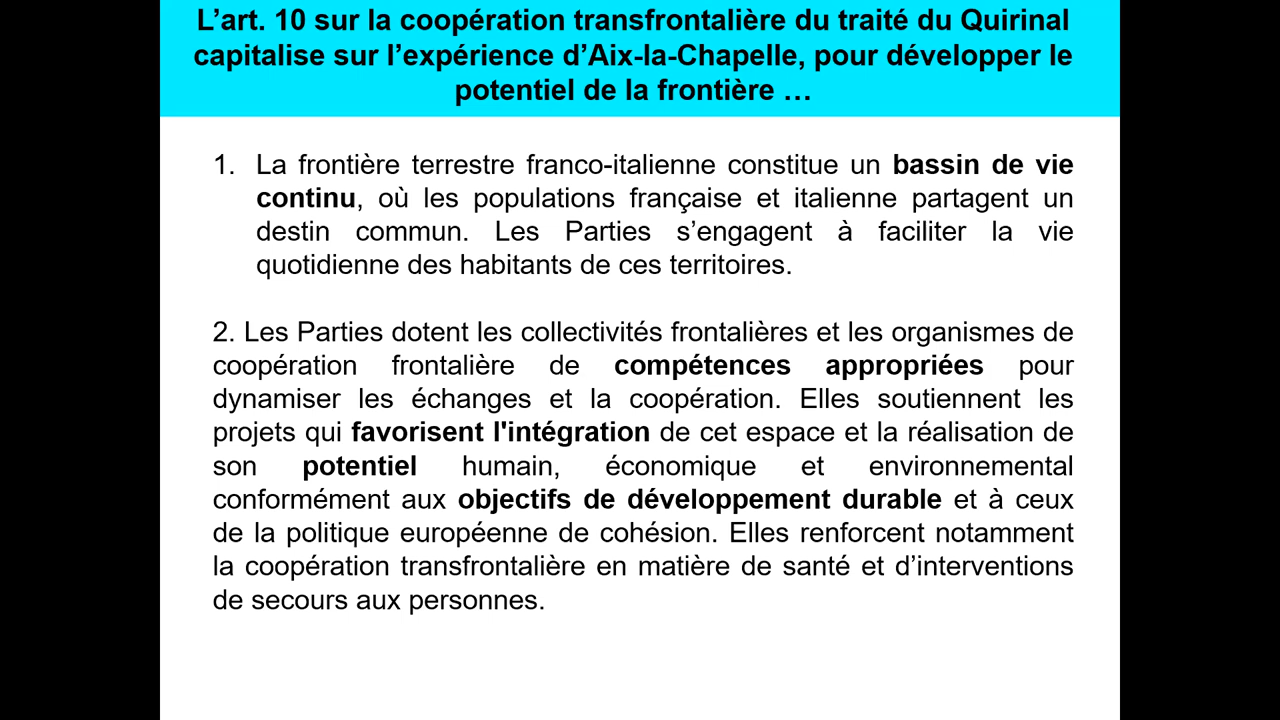 L’art. 10 sur la coopération transfrontalière du traité du Quirinal
capitalise sur l’expérience d’Aix-la-Chapelle, pour développer le
potentiel de la frontière …
1. La frontière terrestre franco-italienne constitue un bassin de vie
continu, où les populations française et italienne partagent un
destin commun. Les Parties s’engagent à faciliter la vie
quotidienne des habitants de ces territoires.
2. Les Parties dotent les collectivités frontalières et les organismes de
coopération frontalière de compétences appropriées pour
dynamiser les échanges et la coopération. Elles soutiennent les
projets qui favorisent l'intégration de cet espace et la réalisation de
son potentiel humain, économique et environnemental
conformément aux objectifs de développement durable et à ceux
de la politique européenne de cohésion. Elles renforcent notamment
la coopération transfrontalière en matière de santé et d’interventions
de secours aux personnes.